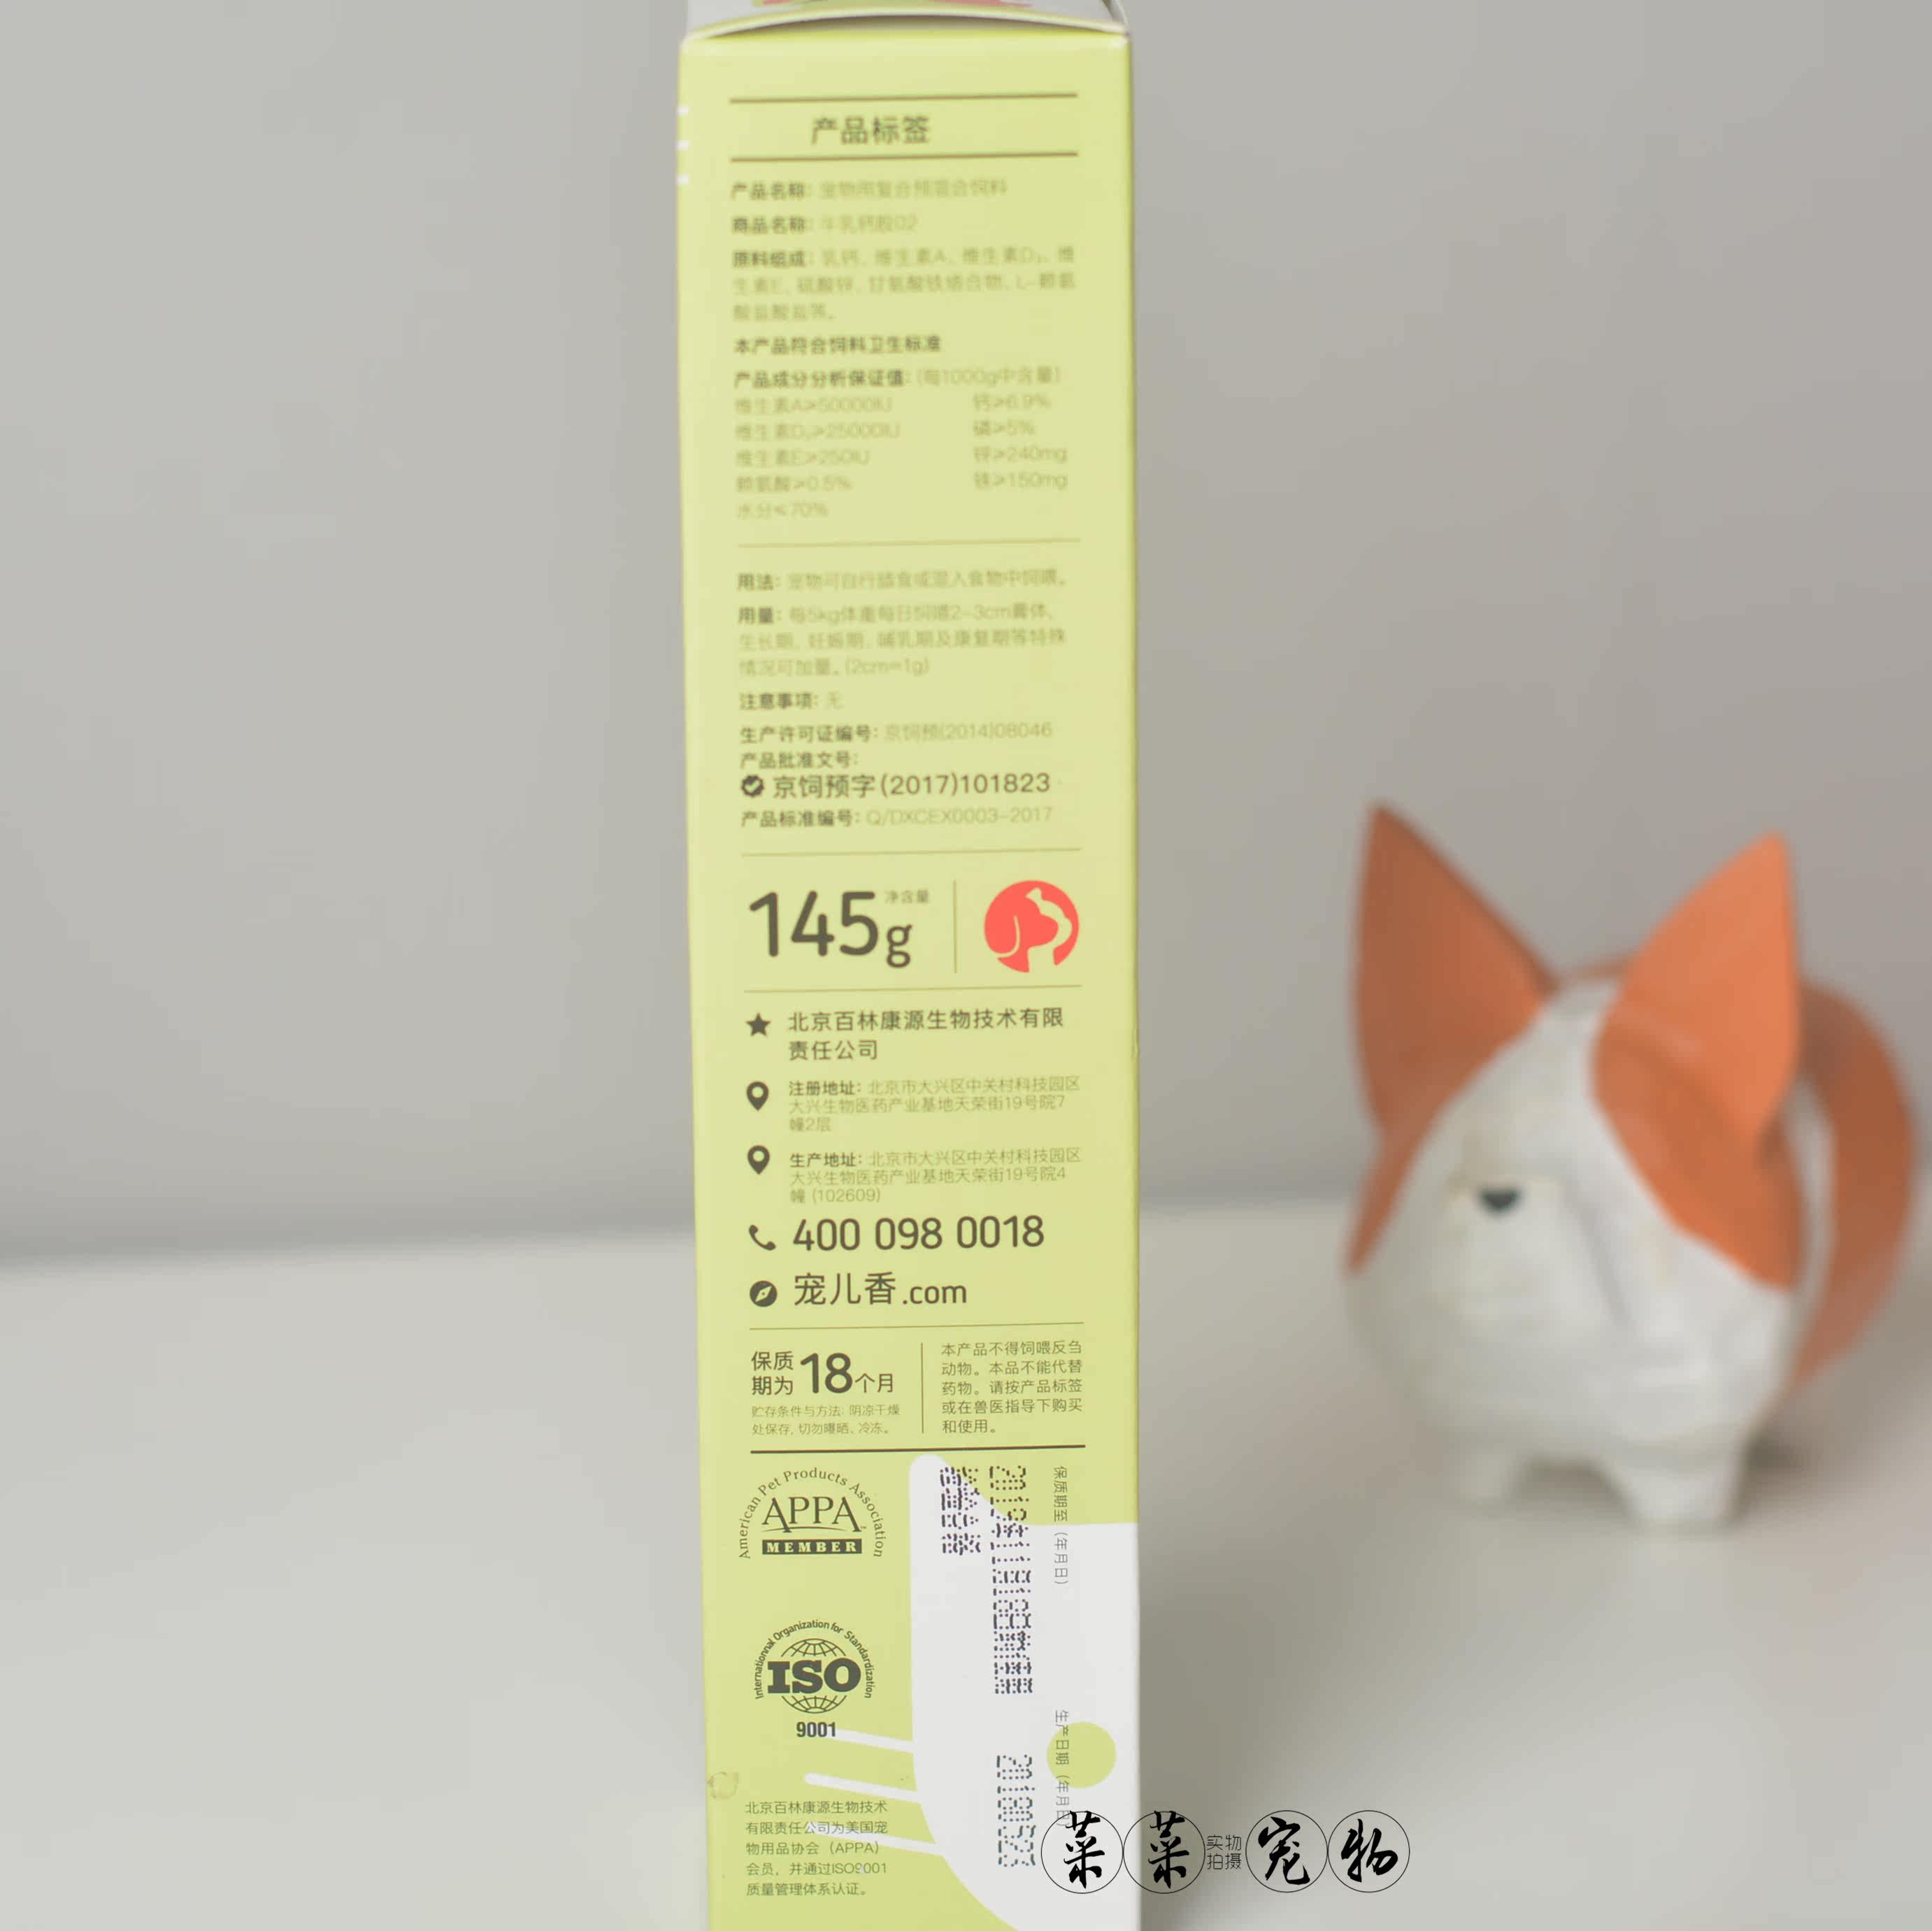 产品标签
产品名称: 宠物用复合预混合饲料
商品名称: 牛乳钙胶02
原料组成: 乳钙、维生素A、维生素D₃、维
生素E、硫酸锌、甘氨酸铁络合物、L-赖氨
酸盐酸盐等。
本产品符合饲料卫生标准
产品成分分析保证值: (每1000g中含量)
维生素A≥50000IU 钙≥6.9%
维生素D₃≥25000IU 磷≥5%
维生素E≥250IU 锌≥240mg
赖氨酸≥0.5% 铁≥150mg
水分≤70%
用法: 宠物可自行舔食或混入食物中饲喂。
用量: 每5kg体重每日饲喂2-3cm膏体,
生长期、妊娠期、哺乳期及康复期等特殊
情况可加量。(2cm≈1g)
注意事项: 无
生产许可证编号: 京饲预(2014)08046
产品批准文号:
京饲预字(2017)101823
产品标准编号: Q/DXCEX0003-2017
145g 净含量
北京百林康源生物技术有限
责任公司
注册地址: 北京市大兴区中关村科技园区
大兴生物医药产业基地天荣街19号院7
幢2层
生产地址: 北京市大兴区中关村科技园区
大兴生物医药产业基地天荣街19号院4
幢 (102609)
400 098 0018
宠儿香.com
保质
期为 18个月
贮存条件与方法: 阴凉干燥
处保存, 切勿曝晒、冷冻。
本产品不得饲喂反刍
动物。本品不能代替
药物。请按产品标签
或在兽医指导下购买
和使用。
American Pet Products Association
APPA
MEMBER
International Organization for Standardization
ISO
9001
保质期至 (年月日)
生产日期 (年月日)
20180523
北京百林康源生物技术
有限责任公司为美国宠
物用品协会 (APPA)
会员, 并通过ISO9001
质量管理体系认证。
菜菜实物拍摄宠物